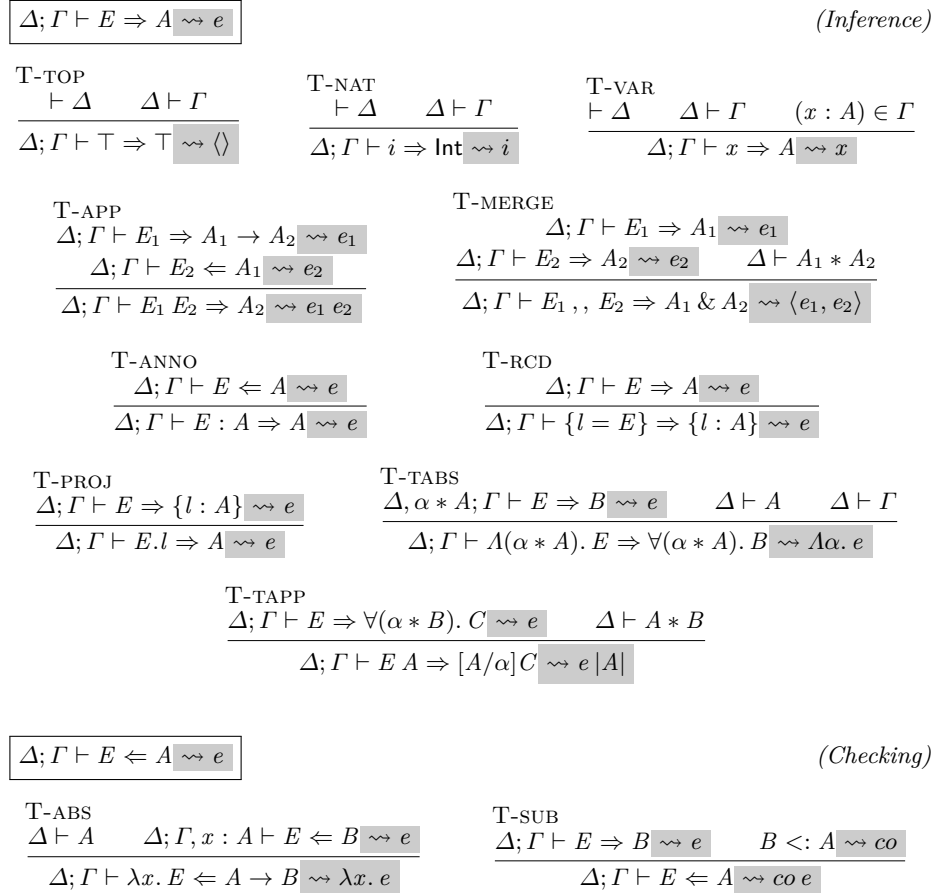 Δ; Γ ⊢ E ⇒ A ⇝ e (Inference)
T-TOP
⊢ Δ Δ ⊢ Γ
Δ; Γ ⊢ ⊤ ⇒ ⊤ ⇝ ⟨⟩
T-NAT
⊢ Δ Δ ⊢ Γ
Δ; Γ ⊢ i ⇒ Int ⇝ i
T-VAR
⊢ Δ Δ ⊢ Γ (x : A) ∈ Γ
Δ; Γ ⊢ x ⇒ A ⇝ x
T-APP
Δ; Γ ⊢ E₁ ⇒ A₁ → A₂ ⇝ e₁
Δ; Γ ⊢ E₂ ⇐ A₁ ⇝ e₂
Δ; Γ ⊢ E₁ E₂ ⇒ A₂ ⇝ e₁ e₂
T-MERGE
Δ; Γ ⊢ E₁ ⇒ A₁ ⇝ e₁
Δ; Γ ⊢ E₂ ⇒ A₂ ⇝ e₂ Δ ⊢ A₁ * A₂
Δ; Γ ⊢ E₁ ,, E₂ ⇒ A₁ & A₂ ⇝ ⟨e₁, e₂⟩
T-ANNO
Δ; Γ ⊢ E ⇐ A ⇝ e
Δ; Γ ⊢ E : A ⇒ A ⇝ e
T-RCD
Δ; Γ ⊢ E ⇒ A ⇝ e
Δ; Γ ⊢ {l = E} ⇒ {l : A} ⇝ e
T-PROJ
Δ; Γ ⊢ E ⇒ {l : A} ⇝ e
Δ; Γ ⊢ E.l ⇒ A ⇝ e
T-TABS
Δ, α * A; Γ ⊢ E ⇒ B ⇝ e Δ ⊢ A Δ ⊢ Γ
Δ; Γ ⊢ Λ(α * A). E ⇒ ∀(α * A). B ⇝ Λα. e
T-TAPP
Δ; Γ ⊢ E ⇒ ∀(α * B). C ⇝ e Δ ⊢ A * B
Δ; Γ ⊢ E A ⇒ [A/α]C ⇝ e |A|
Δ; Γ ⊢ E ⇐ A ⇝ e (Checking)
T-ABS
Δ ⊢ A Δ; Γ, x : A ⊢ E ⇐ B ⇝ e
Δ; Γ ⊢ λx. E ⇐ A → B ⇝ λx. e
T-SUB
Δ; Γ ⊢ E ⇒ B ⇝ e B <: A ⇝ co
Δ; Γ ⊢ E ⇐ A ⇝ co e